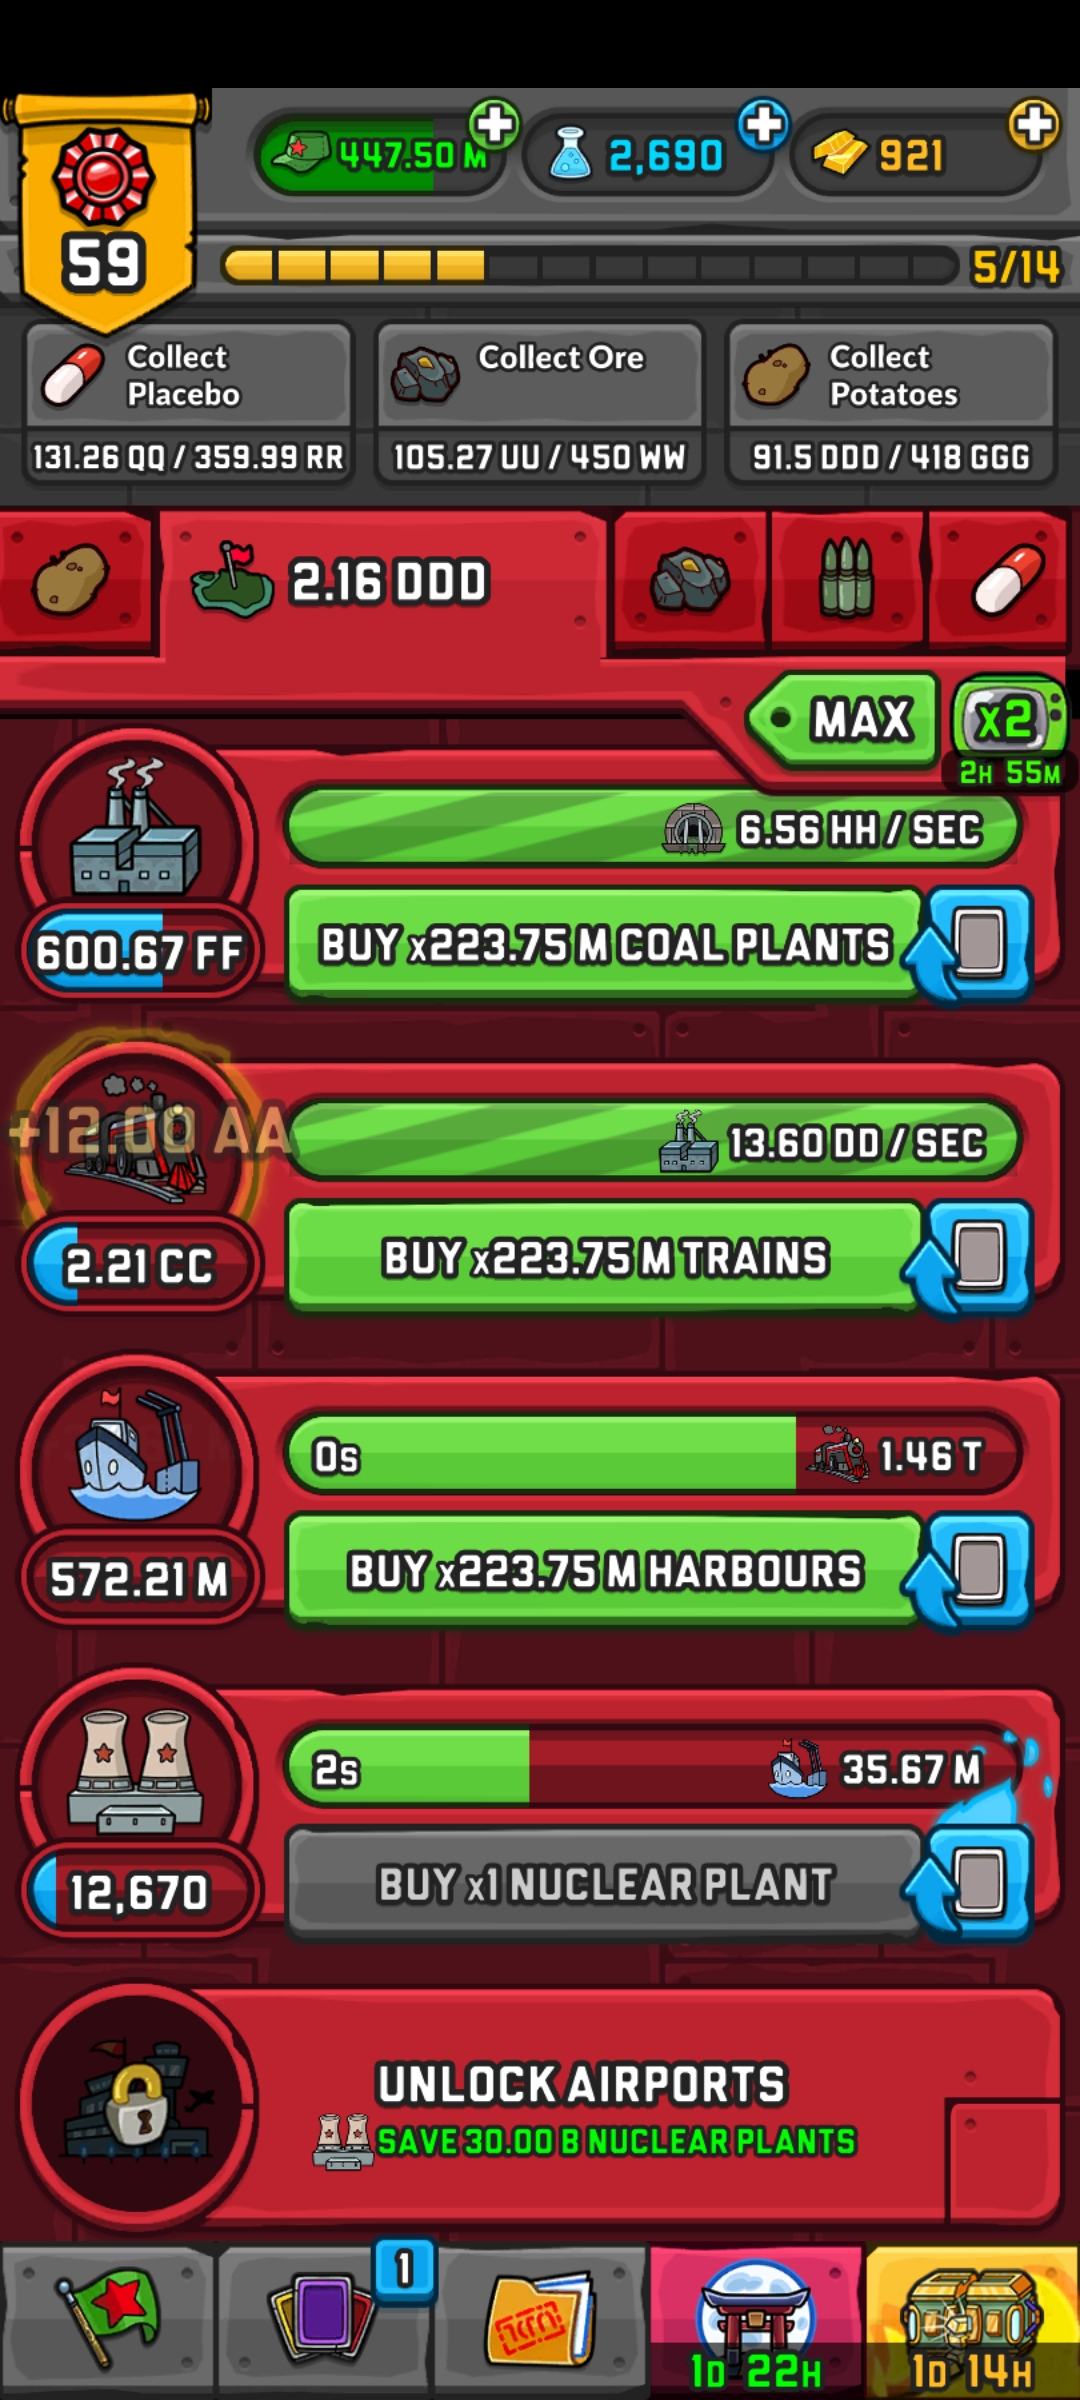 447.50 M
2,690
921
59
5/14
Collect
Placebo
131.26 QQ / 359.99 RR
Collect Ore
105.27 UU / 450 WW
Collect
Potatoes
91.5 DDD / 418 GGG
2.16 DDD
MAX
x2
2H 55M
6.56 HH / SEC
600.67 FF
BUY x223.75 M COAL PLANTS
+12.00 AA
13.60 DD / SEC
2.21 CC
BUY x223.75 M TRAINS
0s
1.46 T
572.21 M
BUY x223.75 M HARBOURS
2s
35.67 M
12,670
BUY x1 NUCLEAR PLANT
UNLOCK AIRPORTS
SAVE 30.00 B NUCLEAR PLANTS
1
1D 22H
1D 14H